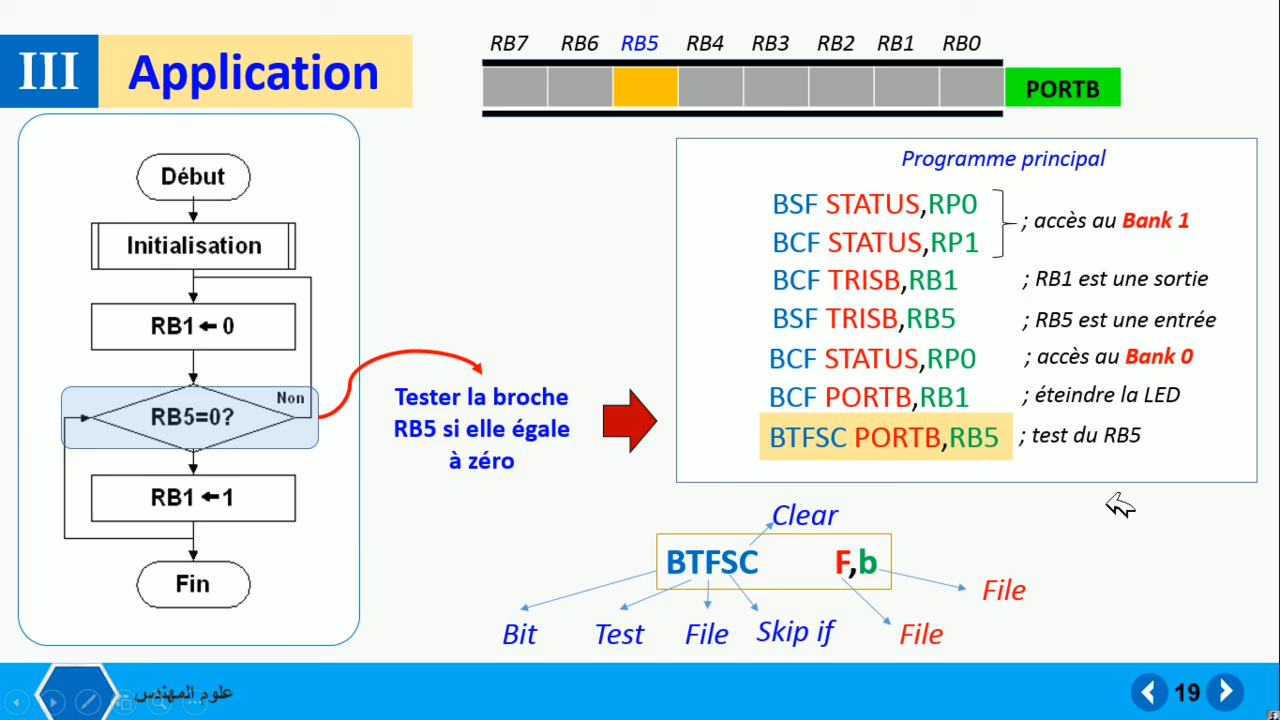 III
Application
RB7 RB6 RB5 RB4 RB3 RB2 RB1 RB0
PORTB
Début
Initialisation
RB1 ← 0
Non
RB5=0?
RB1 ← 1
Fin
Tester la broche
RB5 si elle égale
à zéro
Programme principal
BSF STATUS,RP0
BCF STATUS,RP1
; accès au Bank 1
BCF TRISB,RB1 ; RB1 est une sortie
BSF TRISB,RB5 ; RB5 est une entrée
BCF STATUS,RP0 ; accès au Bank 0
BCF PORTB,RB1 ; éteindre la LED
BTFSC PORTB,RB5 ; test du RB5
Clear
BTFSC F,b
File
Bit Test File Skip if File
علوم المهندس
19